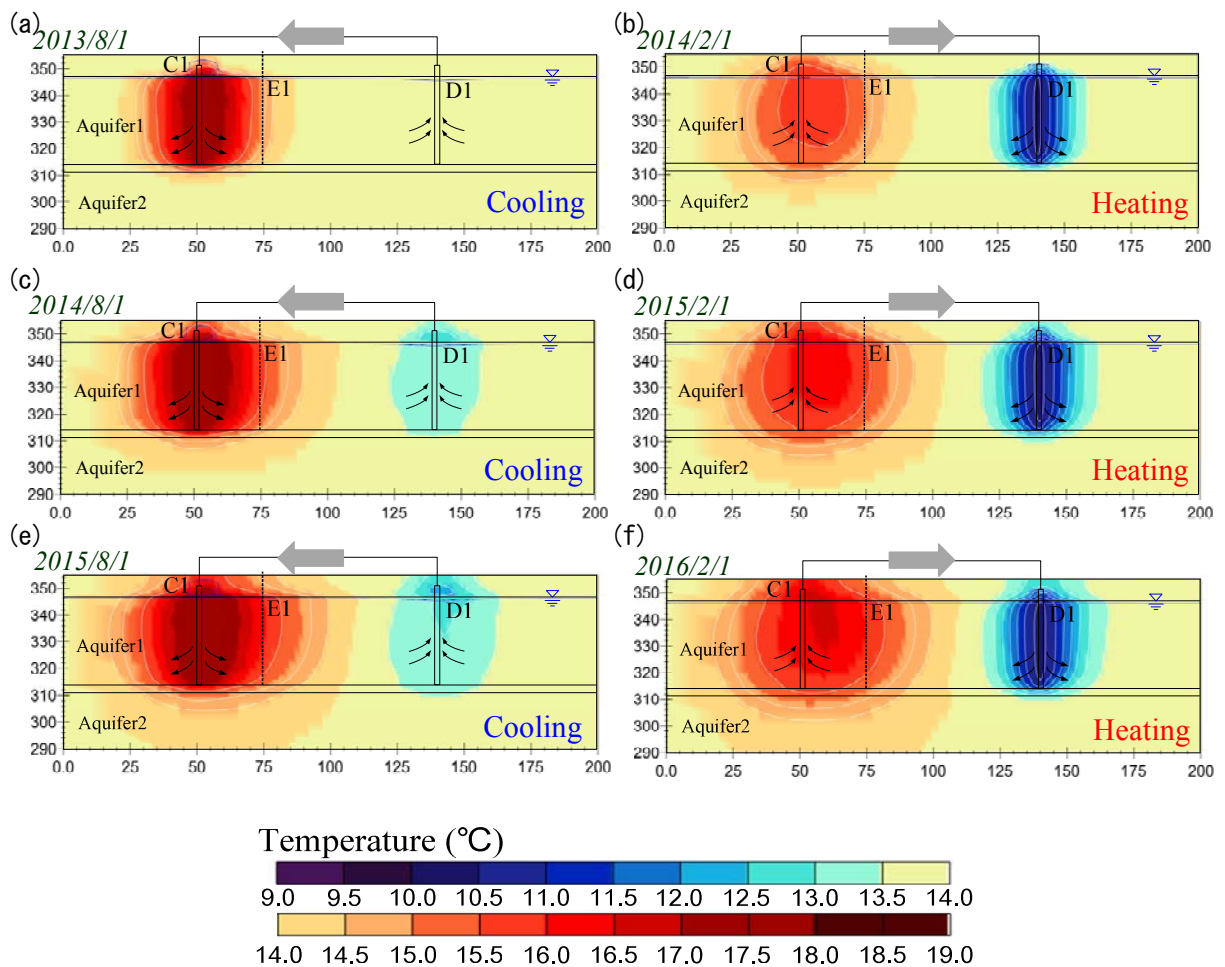 (a)
2013/8/1
C1
E1
D1
Aquifer1
Aquifer2
Cooling
350
340
330
320
310
300
290
0.0 25 50 75 100 125 150 175 200
(b)
2014/2/1
C1
E1
D1
Aquifer1
Aquifer2
Heating
350
340
330
320
310
300
290
0.0 25 50 75 100 125 150 175 200
(c)
2014/8/1
C1
E1
D1
Aquifer1
Aquifer2
Cooling
350
340
330
320
310
300
290
0.0 25 50 75 100 125 150 175 200
(d)
2015/2/1
C1
E1
D1
Aquifer1
Aquifer2
Heating
350
340
330
320
310
300
290
0.0 25 50 75 100 125 150 175 200
(e)
2015/8/1
C1
E1
D1
Aquifer1
Aquifer2
Cooling
350
340
330
320
310
300
290
0.0 25 50 75 100 125 150 175 200
(f)
2016/2/1
C1
E1
D1
Aquifer1
Aquifer2
Heating
350
340
330
320
310
300
290
0.0 25 50 75 100 125 150 175 200
Temperature (℃)
9.0 9.5 10.0 10.5 11.0 11.5 12.0 12.5 13.0 13.5 14.0
14.0 14.5 15.0 15.5 16.0 16.5 17.0 17.5 18.0 18.5 19.0